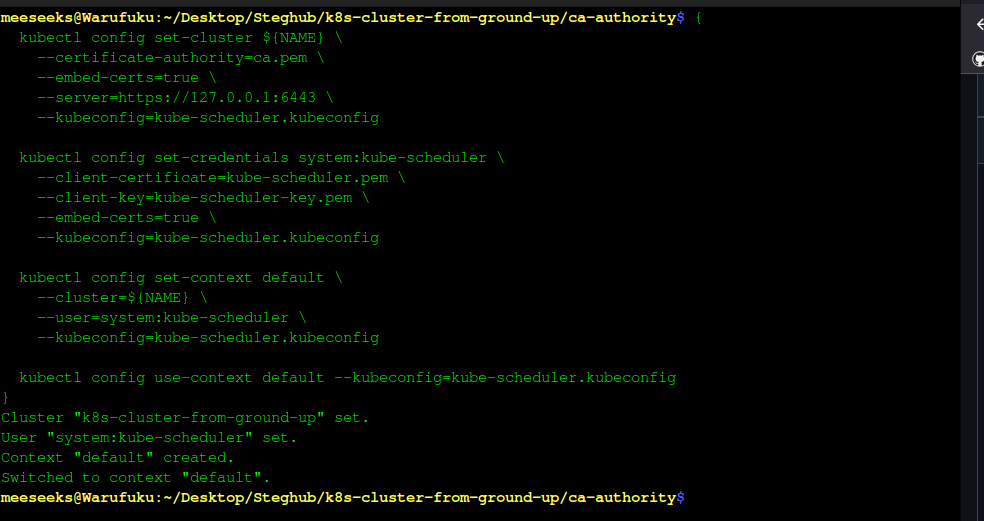 meeseeks@Warufuku:~/Desktop/Steghub/k8s-cluster-from-ground-up/ca-authority$ {
  kubectl config set-cluster ${NAME} \
    --certificate-authority=ca.pem \
    --embed-certs=true \
    --server=https://127.0.0.1:6443 \
    --kubeconfig=kube-scheduler.kubeconfig

  kubectl config set-credentials system:kube-scheduler \
    --client-certificate=kube-scheduler.pem \
    --client-key=kube-scheduler-key.pem \
    --embed-certs=true \
    --kubeconfig=kube-scheduler.kubeconfig

  kubectl config set-context default \
    --cluster=${NAME} \
    --user=system:kube-scheduler \
    --kubeconfig=kube-scheduler.kubeconfig

  kubectl config use-context default --kubeconfig=kube-scheduler.kubeconfig
}
Cluster "k8s-cluster-from-ground-up" set.
User "system:kube-scheduler" set.
Context "default" created.
Switched to context "default".
meeseeks@Warufuku:~/Desktop/Steghub/k8s-cluster-from-ground-up/ca-authority$